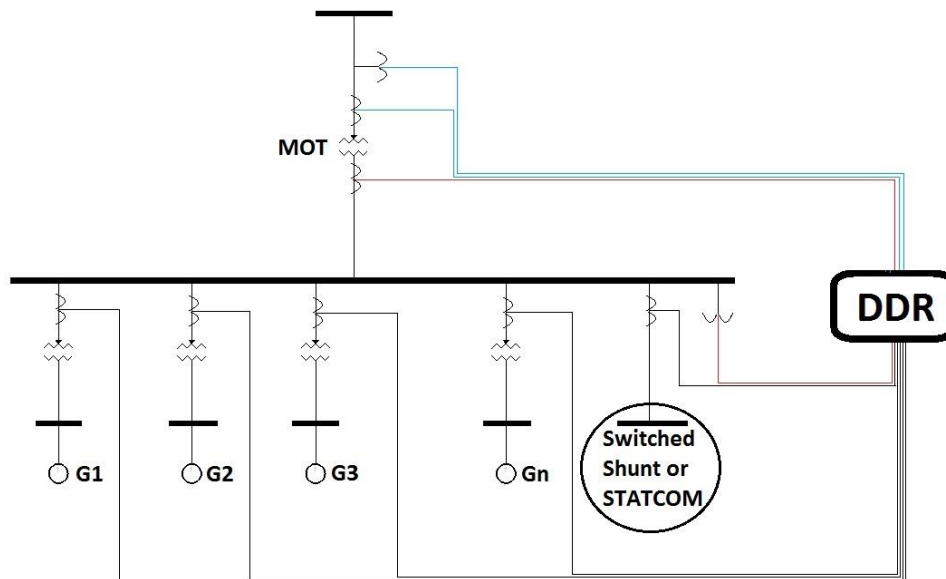 MOT
DDR
G1
G2
G3
Gn
Switched
Shunt or
STATCOM